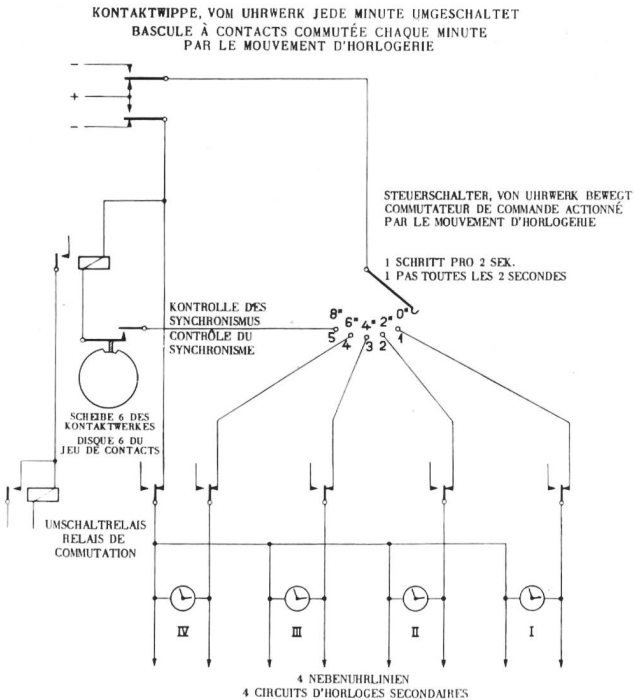 KONTAKTWIPPE, VOM UHRWERK JEDE MINUTE UMGESCHALTET
BASCULE À CONTACTS COMMUTÉE CHAQUE MINUTE
PAR LE MOUVEMENT D'HORLOGERIE
−
+
−
STEUERSCHALTER, VON UHRWERK BEWEGT
COMMUTATEUR DE COMMANDE ACTIONNÉ
PAR LE MOUVEMENT D'HORLOGERIE
1 SCHRITT PRO 2 SEK.
1 PAS TOUTES LES 2 SECONDES
KONTROLLE DES
SYNCHRONISMUS
CONTRÔLE DU
SYNCHRONISME
8" 6" 4" 2" 0"
5 4 3 2 1
SCHEIBE 6 DES
KONTAKTWERKES
DISQUE 6 DU
JEU DE CONTACTS
UMSCHALTRELAIS
RELAIS DE
COMMUTATION
IV III II I
4 NEBENUHRLINIEN
4 CIRCUITS D'HORLOGES SECONDAIRES